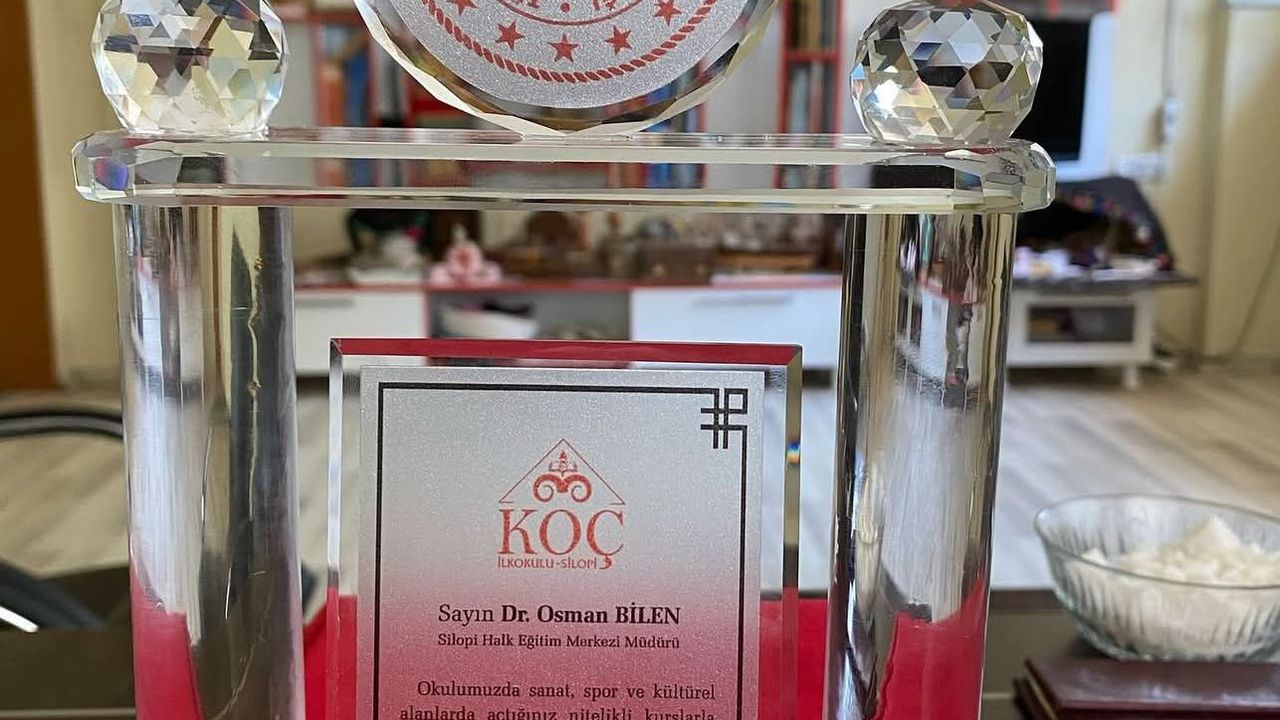 KOÇ
İLKOKULU-SİLOPİ
Sayın Dr. Osman BİLEN
Silopi Halk Eğitim Merkezi Müdürü
Okulumuzda sanat, spor ve kültürel
alanlarda açtığınız nitelikli kurslarla